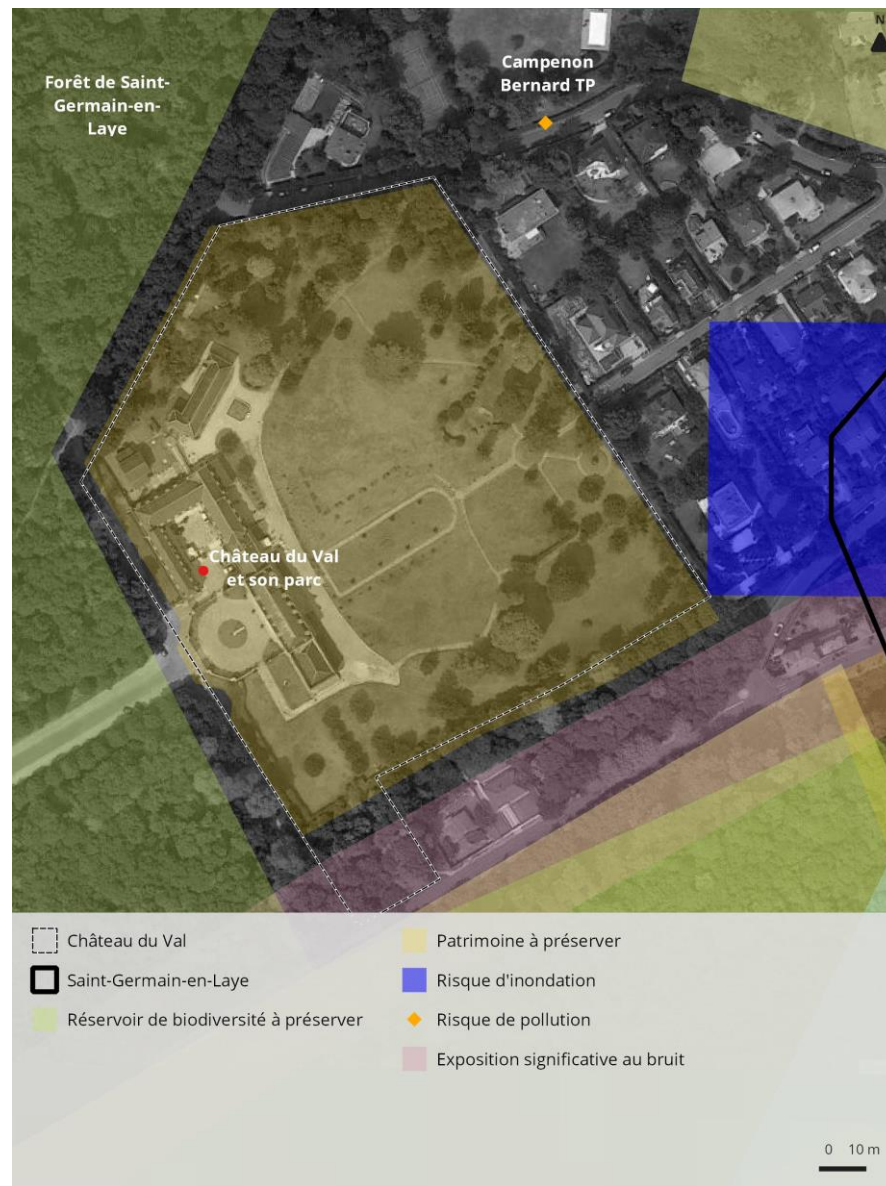 N
Forêt de Saint-
Germain-en-
Laye
Campenon
Bernard TP
Château du Val
et son parc
Château du Val
Saint-Germain-en-Laye
Réservoir de biodiversité à préserver
Patrimoine à préserver
Risque d'inondation
Risque de pollution
Exposition significative au bruit
0 10 m